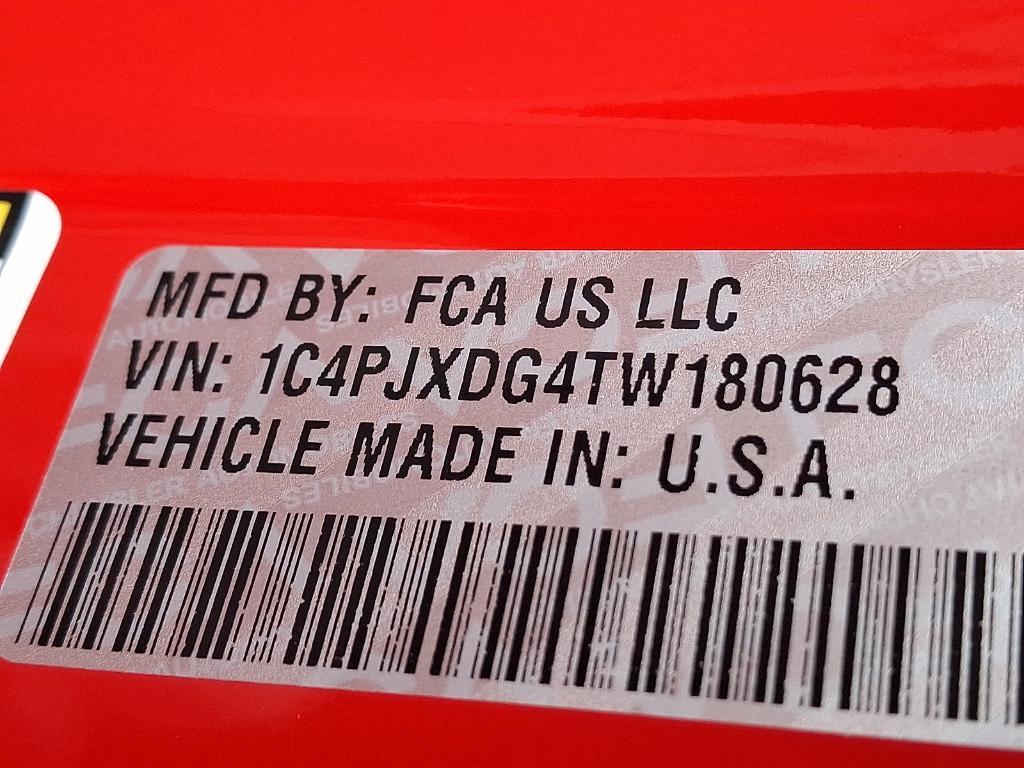 MFD BY: FCA US LLC
VIN: 1C4PJXDG4TW180628
VEHICLE MADE IN: U.S.A.